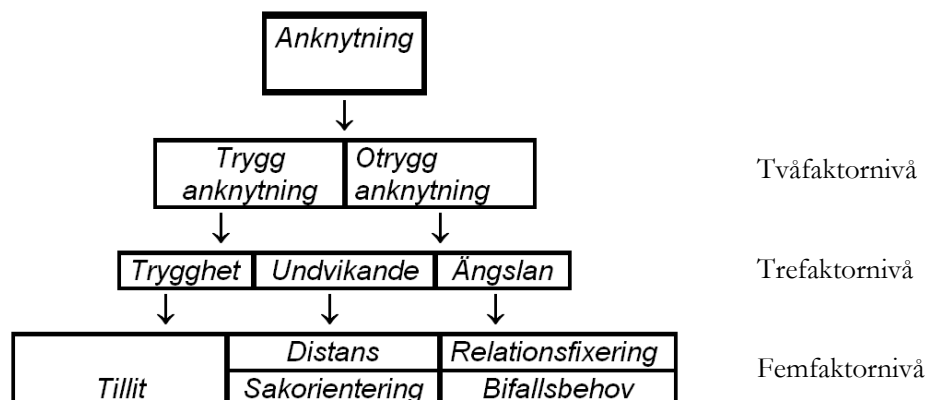 Anknytning
Trygg anknytning
Otrygg anknytning
Tvåfaktornivå
Trygghet Undvikande Ängslan
Trefaktornivå
Distans Relationsfixering
Femfaktornivå
Tillit Sakorientering Bifallsbehov